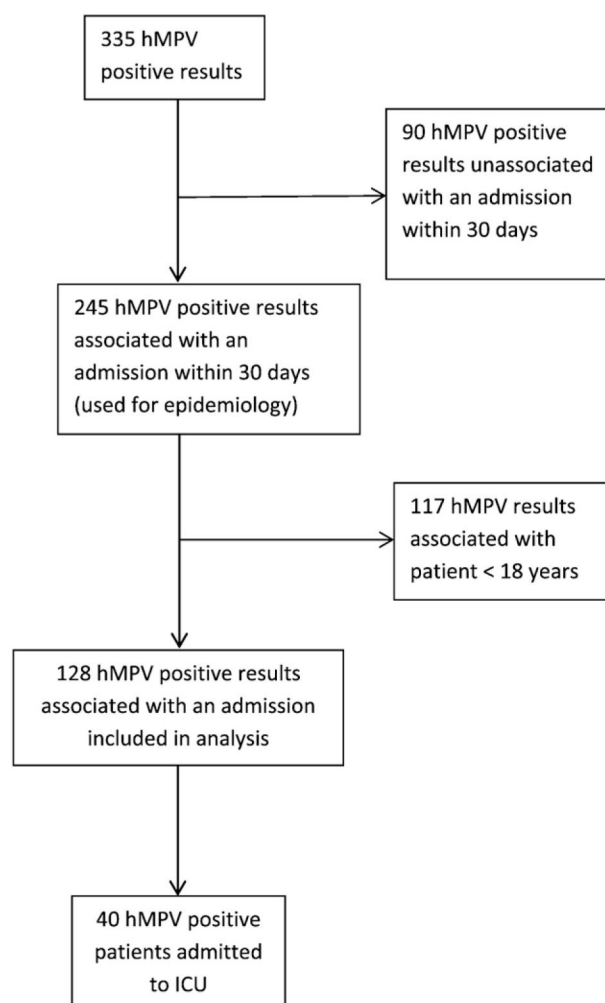 335 hMPV
positive results
90 hMPV positive
results unassociated
with an admission
within 30 days
245 hMPV positive results
associated with an
admission within 30 days
(used for epidemiology)
117 hMPV results
associated with
patient < 18 years
128 hMPV positive results
associated with an admission
included in analysis
40 hMPV positive
patients admitted
to ICU